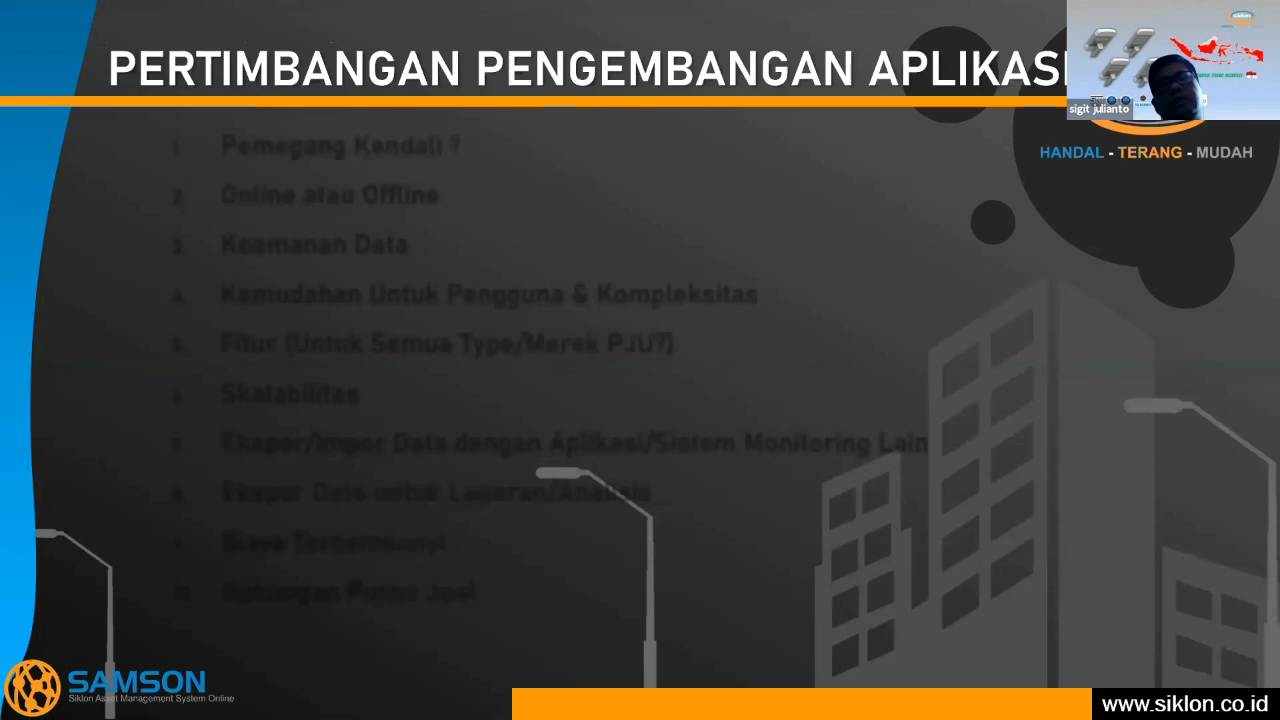 PERTIMBANGAN PENGEMBANGAN APLIKASI
siklon
sigit julianto
HANDAL - TERANG - MUDAH
1. Pemegang Kendali ?
2. Online atau Offline
3. Keamanan Data
4. Kemudahan Untuk Pengguna & Kompleksitas
5. Fitur (Untuk Semua Type/Merek PJU?)
6. Skalabilitas
7. Ekspor/Impor Data dengan Aplikasi/Sistem Monitoring Lain
8. Ekspor Data untuk Laporan/Analisis
9. Biaya Tersembunyi
10. Dukungan Purna Jual
SAMSON
Siklon Asset Management System Online
www.siklon.co.id